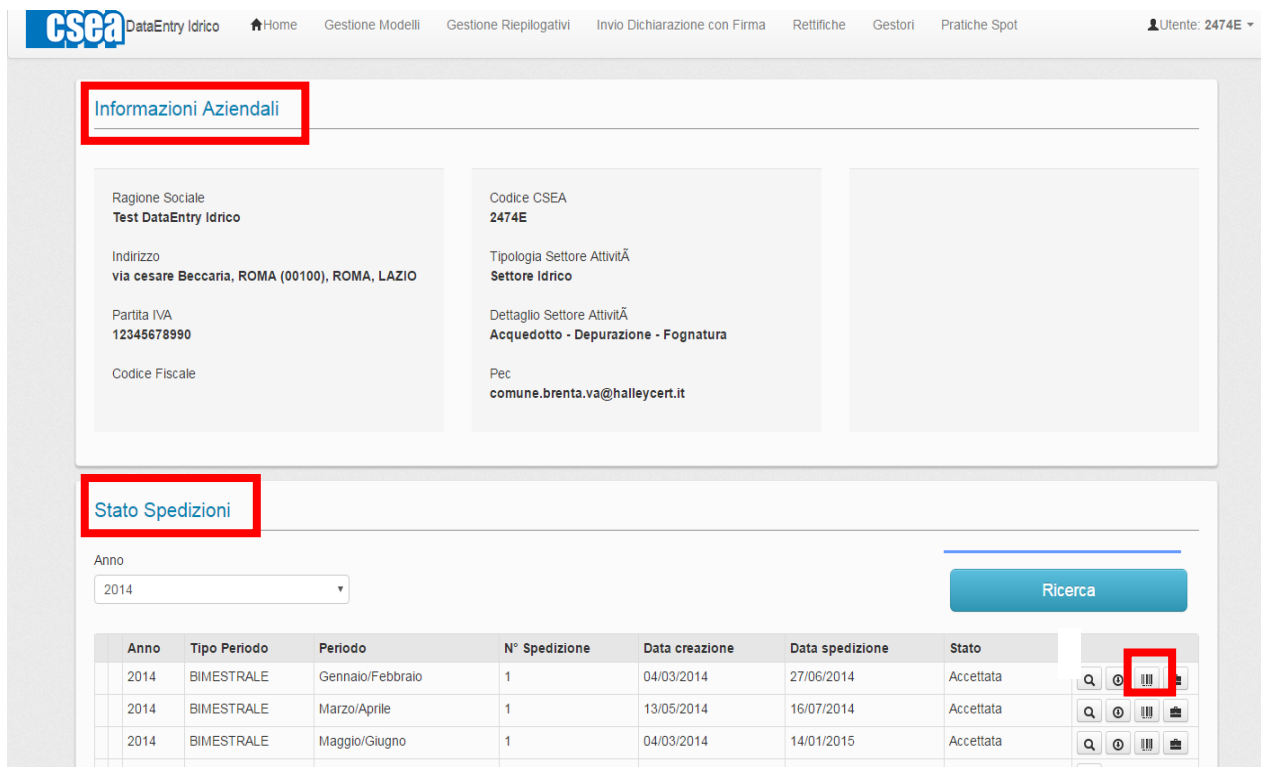 csea DataEntry Idrico Home Gestione Modelli Gestione Riepilogativi Invio Dichiarazione con Firma Rettifiche Gestori Pratiche Spot Utente: 2474E
Informazioni Aziendali
Ragione Sociale
Test DataEntry Idrico
Indirizzo
via cesare Beccaria, ROMA (00100), ROMA, LAZIO
Partita IVA
12345678990
Codice Fiscale
Codice CSEA
2474E
Tipologia Settore AttivitÃ
Settore Idrico
Dettaglio Settore AttivitÃ
Acquedotto - Depurazione - Fognatura
Pec
comune.brenta.va@halleycert.it
Stato Spedizioni
Anno
2014
Ricerca
Anno Tipo Periodo Periodo N° Spedizione Data creazione Data spedizione Stato
2014 BIMESTRALE Gennaio/Febbraio 1 04/03/2014 27/06/2014 Accettata
2014 BIMESTRALE Marzo/Aprile 1 13/05/2014 16/07/2014 Accettata
2014 BIMESTRALE Maggio/Giugno 1 04/03/2014 14/01/2015 Accettata